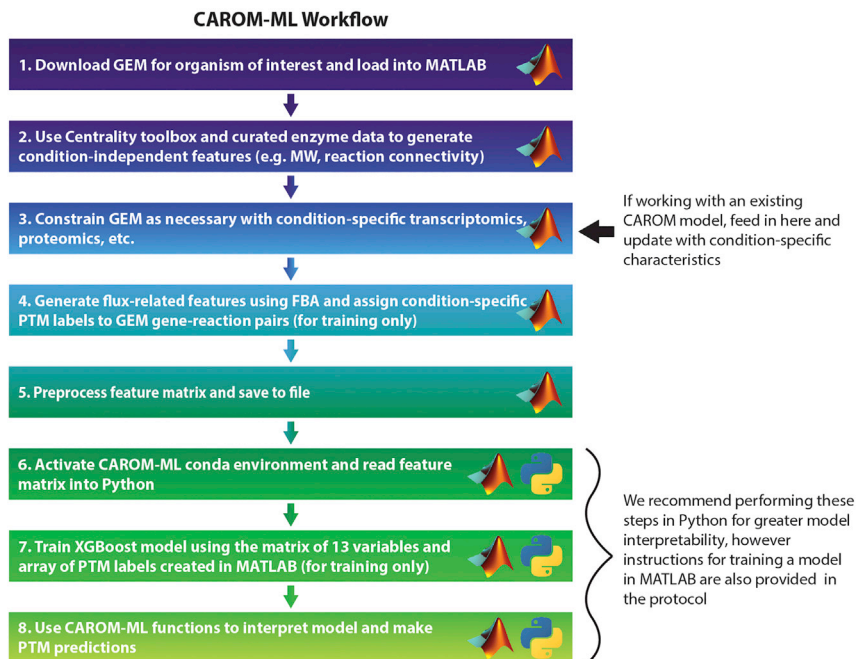 CAROM-ML Workflow
1. Download GEM for organism of interest and load into MATLAB
2. Use Centrality toolbox and curated enzyme data to generate
condition-independent features (e.g. MW, reaction connectivity)
3. Constrain GEM as necessary with condition-specific transcriptomics,
proteomics, etc.
If working with an existing
CAROM model, feed in here and
update with condition-specific
characteristics
4. Generate flux-related features using FBA and assign condition-specific
PTM labels to GEM gene-reaction pairs (for training only)
5. Preprocess feature matrix and save to file
6. Activate CAROM-ML conda environment and read feature
matrix into Python
7. Train XGBoost model using the matrix of 13 variables and
array of PTM labels created in MATLAB (for training only)
8. Use CAROM-ML functions to interpret model and make
PTM predictions
We recommend performing these
steps in Python for greater model
interpretability, however
instructions for training a model
in MATLAB are also provided in
the protocol